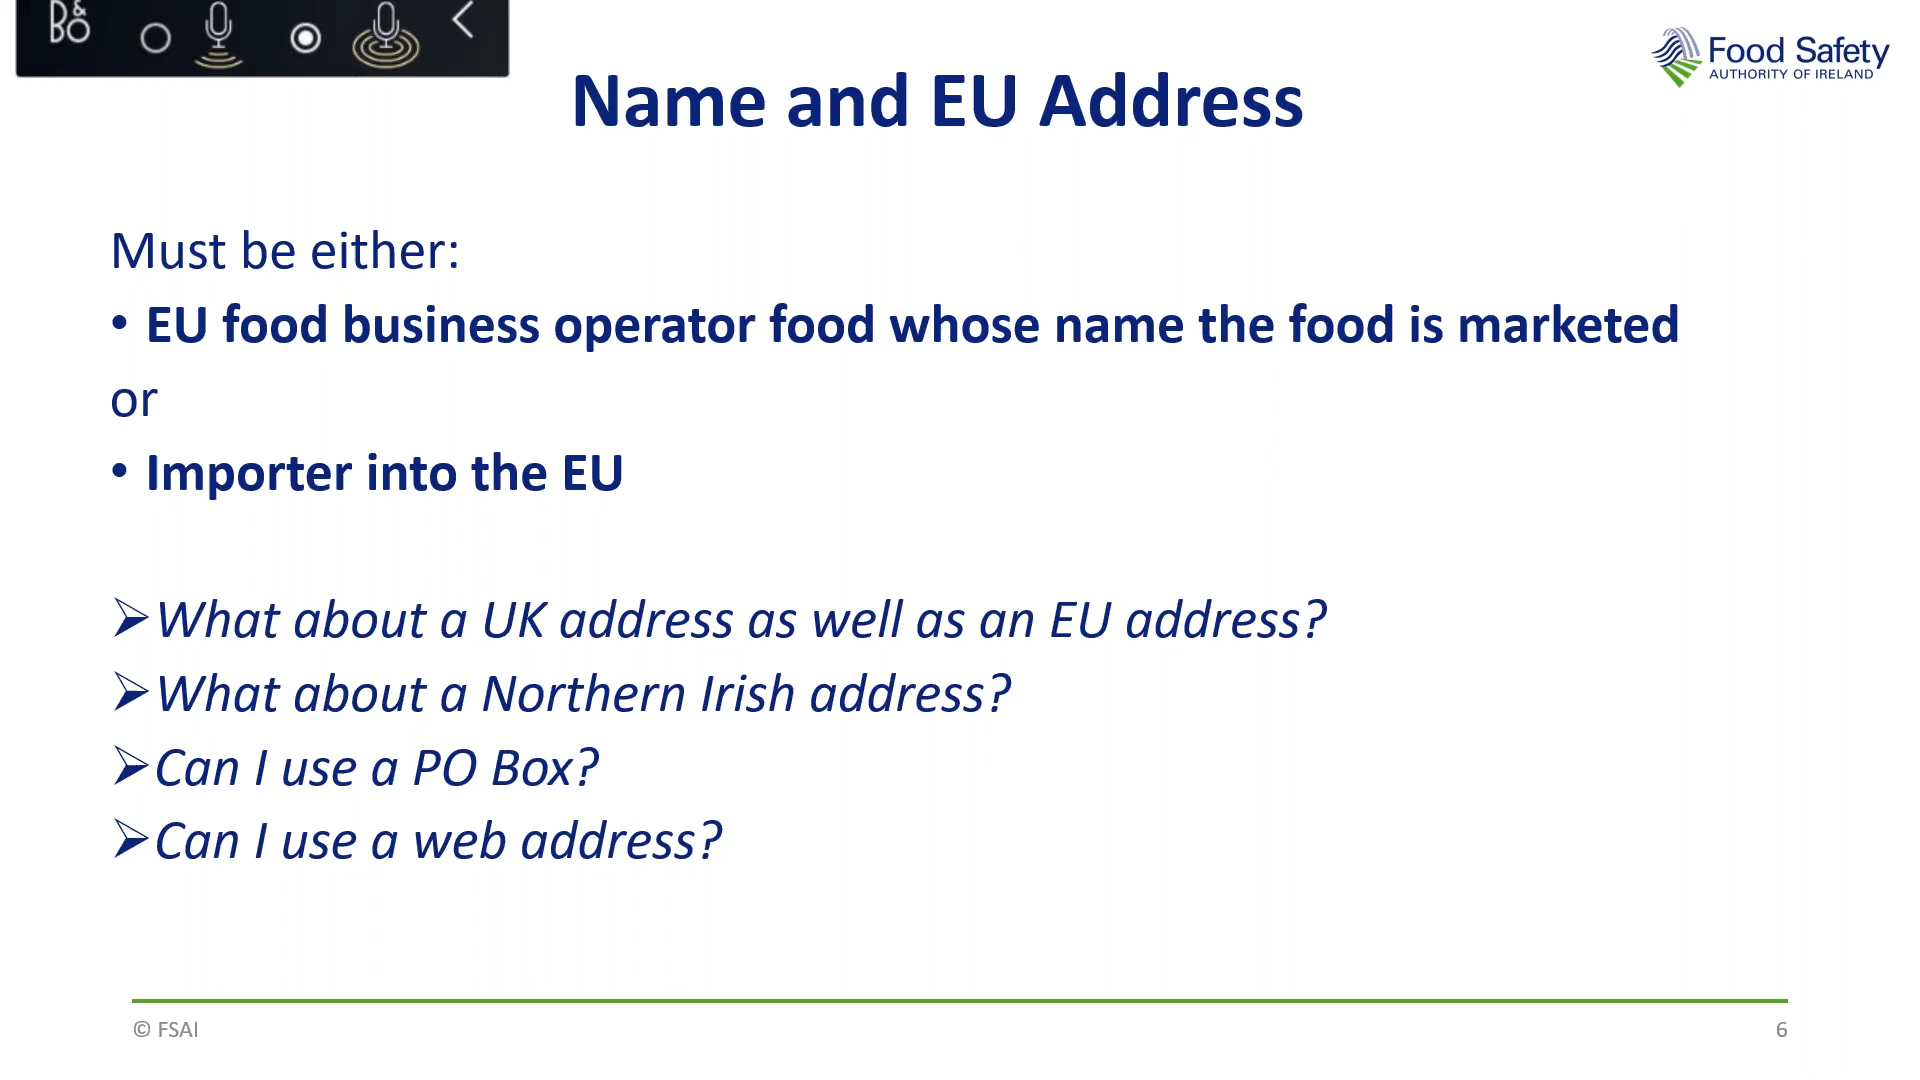 B&O
Food Safety
AUTHORITY OF IRELAND
Name and EU Address
Must be either:
• EU food business operator food whose name the food is marketed
or
• Importer into the EU
➢What about a UK address as well as an EU address?
➢What about a Northern Irish address?
➢Can I use a PO Box?
➢Can I use a web address?
© FSAI
6